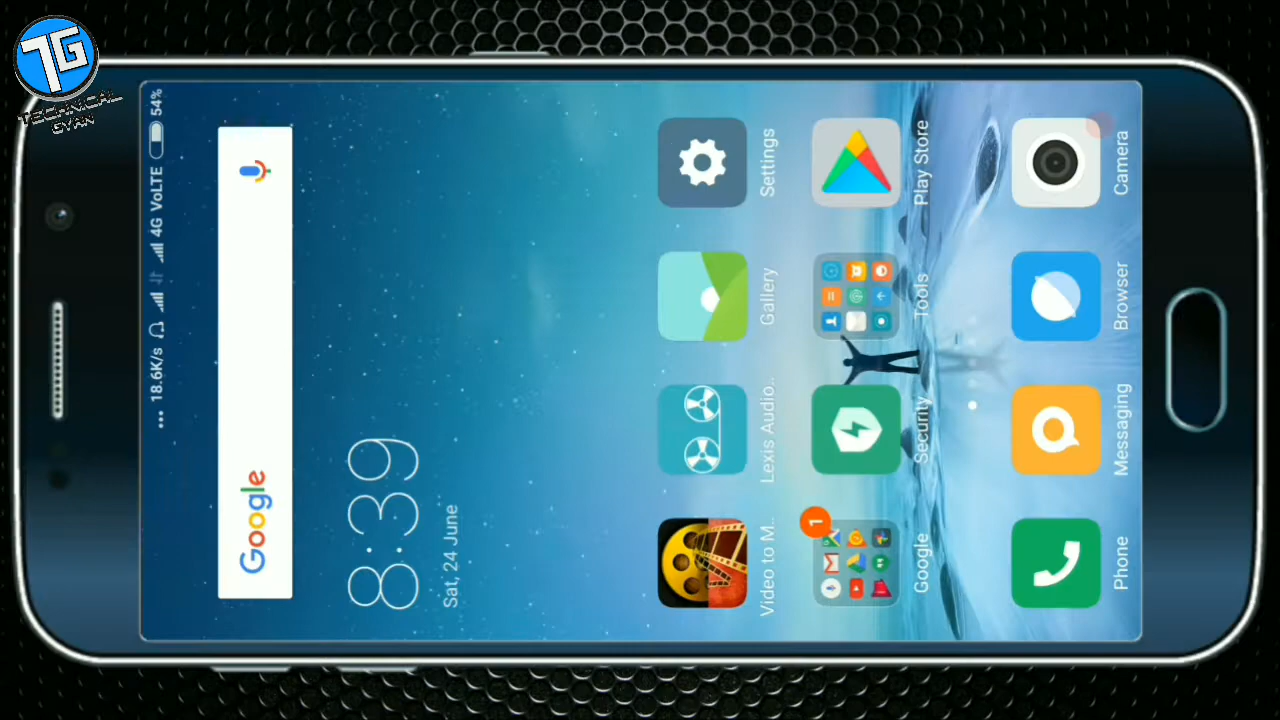 TG
TECHNICAL
GYAN
... 18.6K/s 4G VoLTE 54%
Google
8:39
Sat, 24 June
Video to M..
Lexis Audio..
Gallery
Settings
1
Google
Security
Tools
Play Store
Phone
Messaging
Browser
Camera